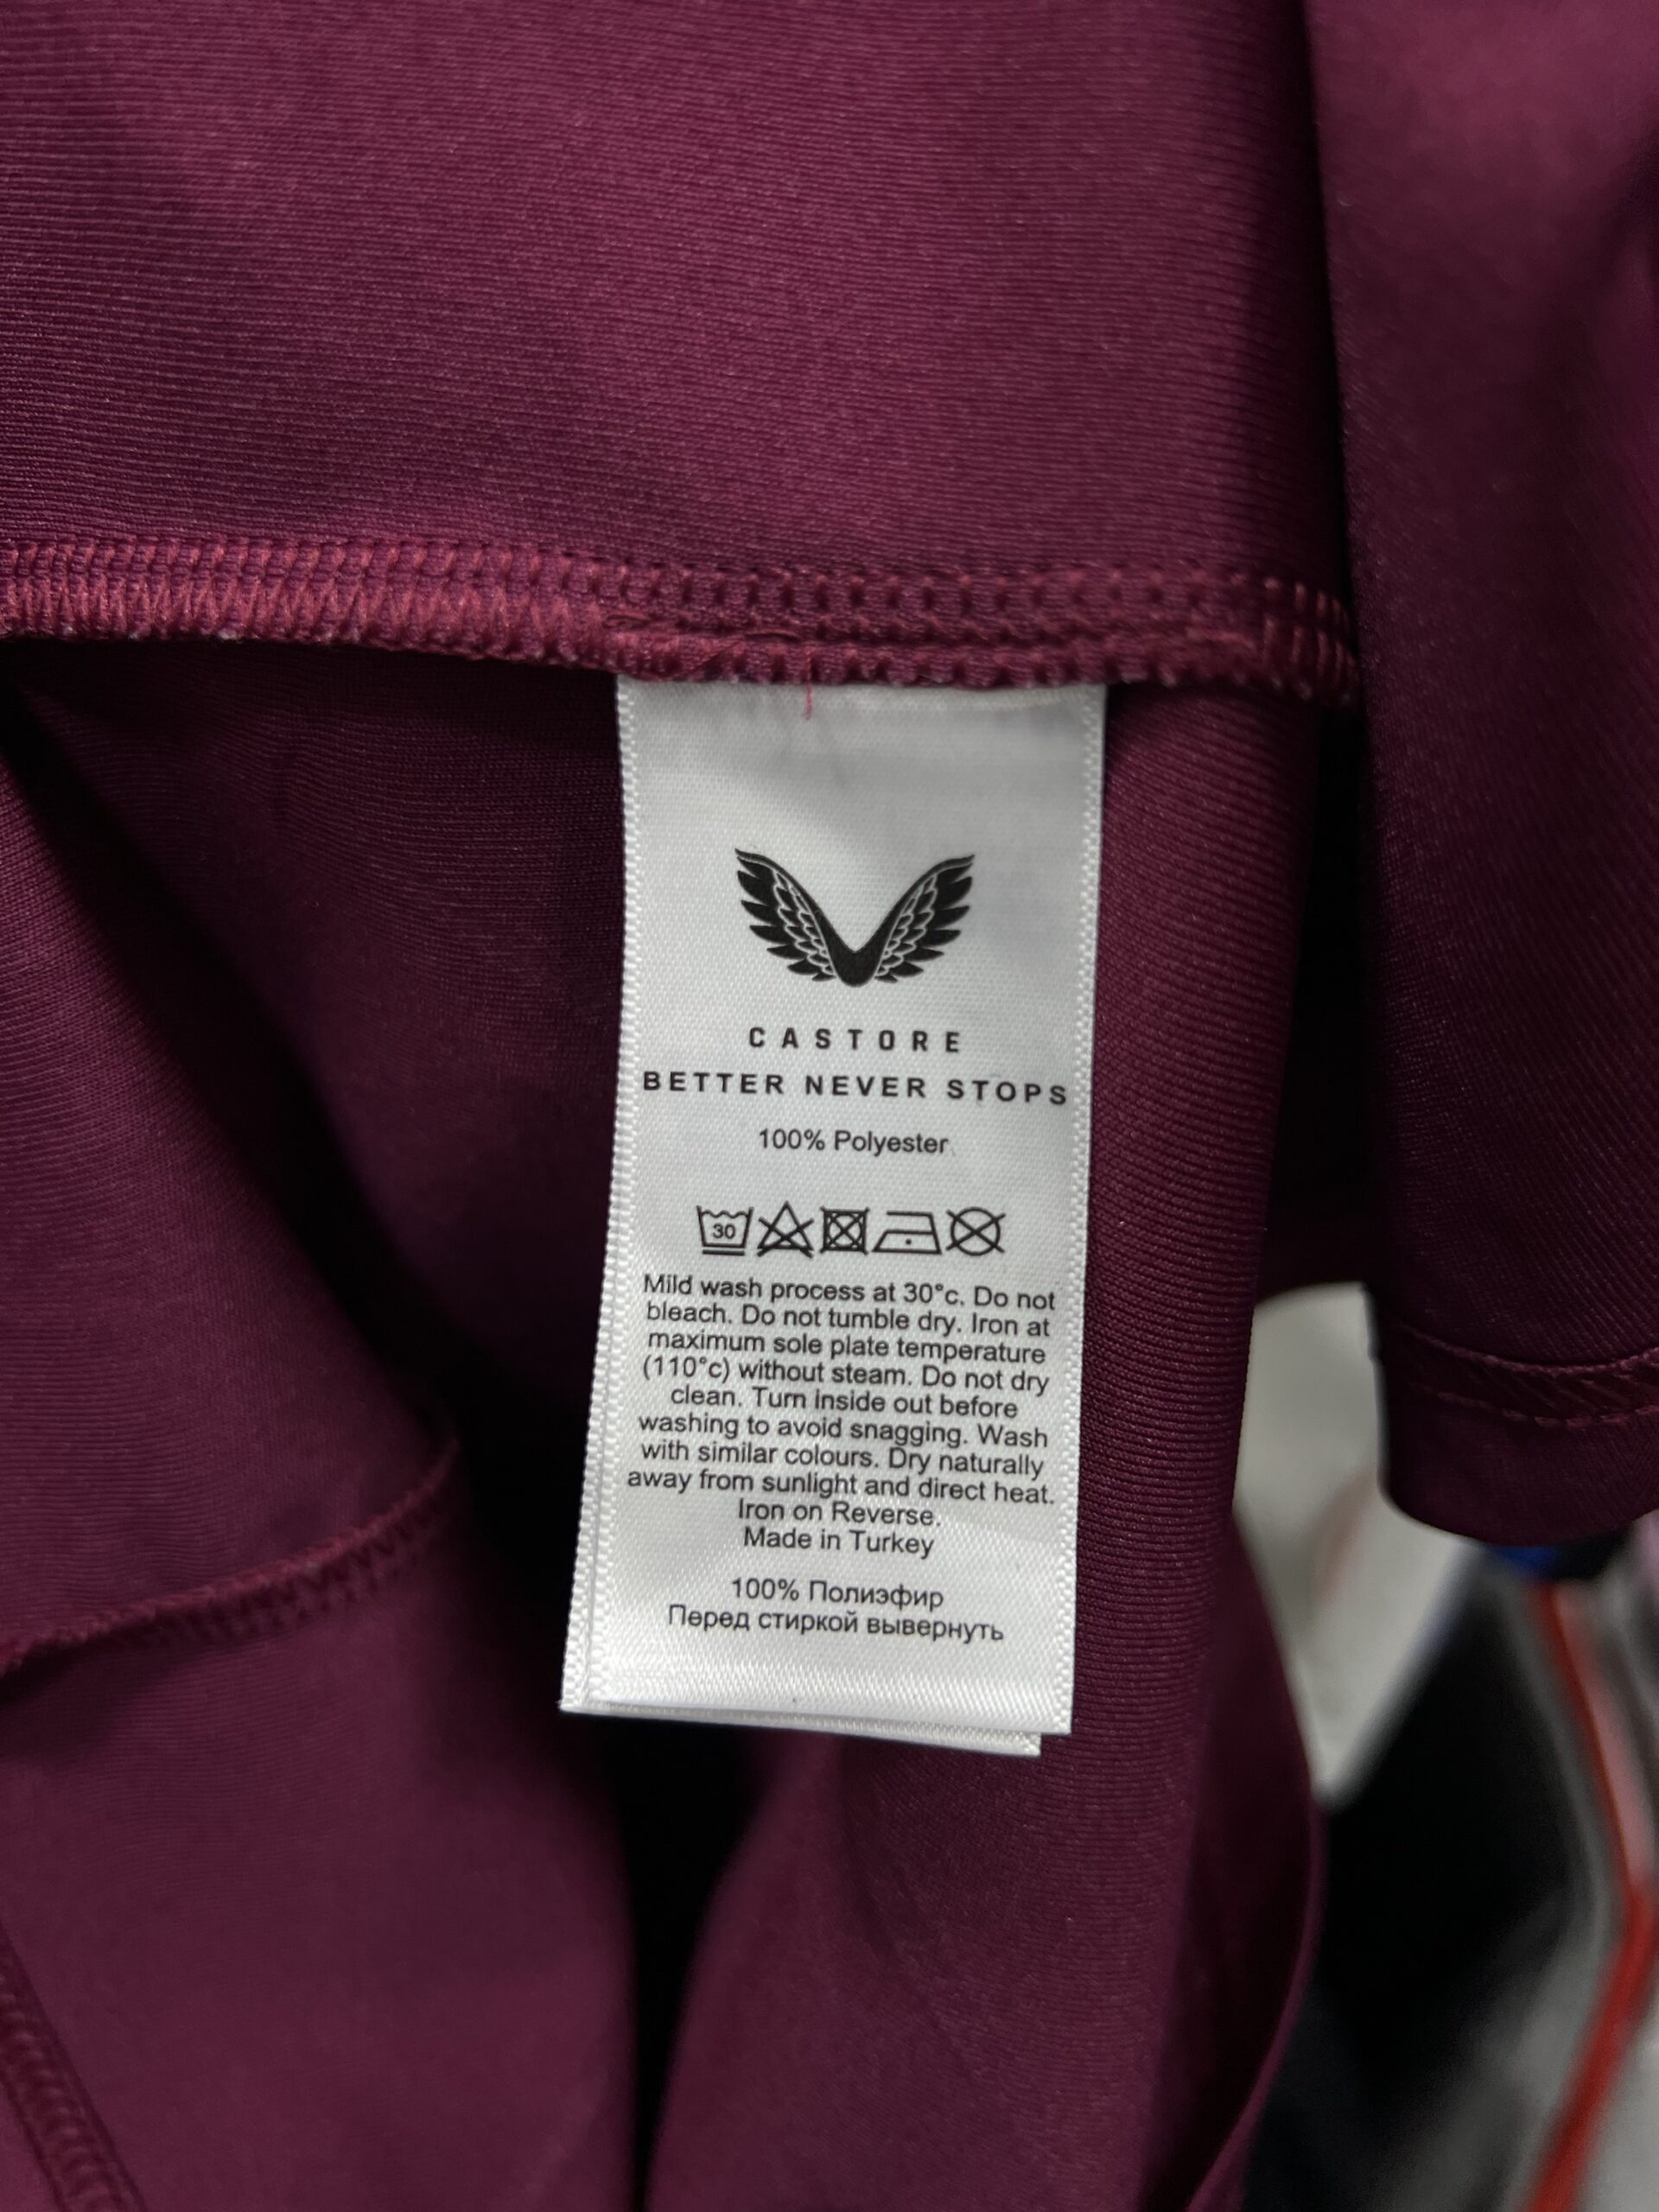 CASTORE
BETTER NEVER STOPS
100% Polyester
30
Mild wash process at 30°c. Do not
bleach. Do not tumble dry. Iron at
maximum sole plate temperature
(110°c) without steam. Do not dry
clean. Turn inside out before
washing to avoid snagging. Wash
with similar colours. Dry naturally
away from sunlight and direct heat.
Iron on Reverse.
Made in Turkey
100% Полиэфир
Перед стиркой вывернуть